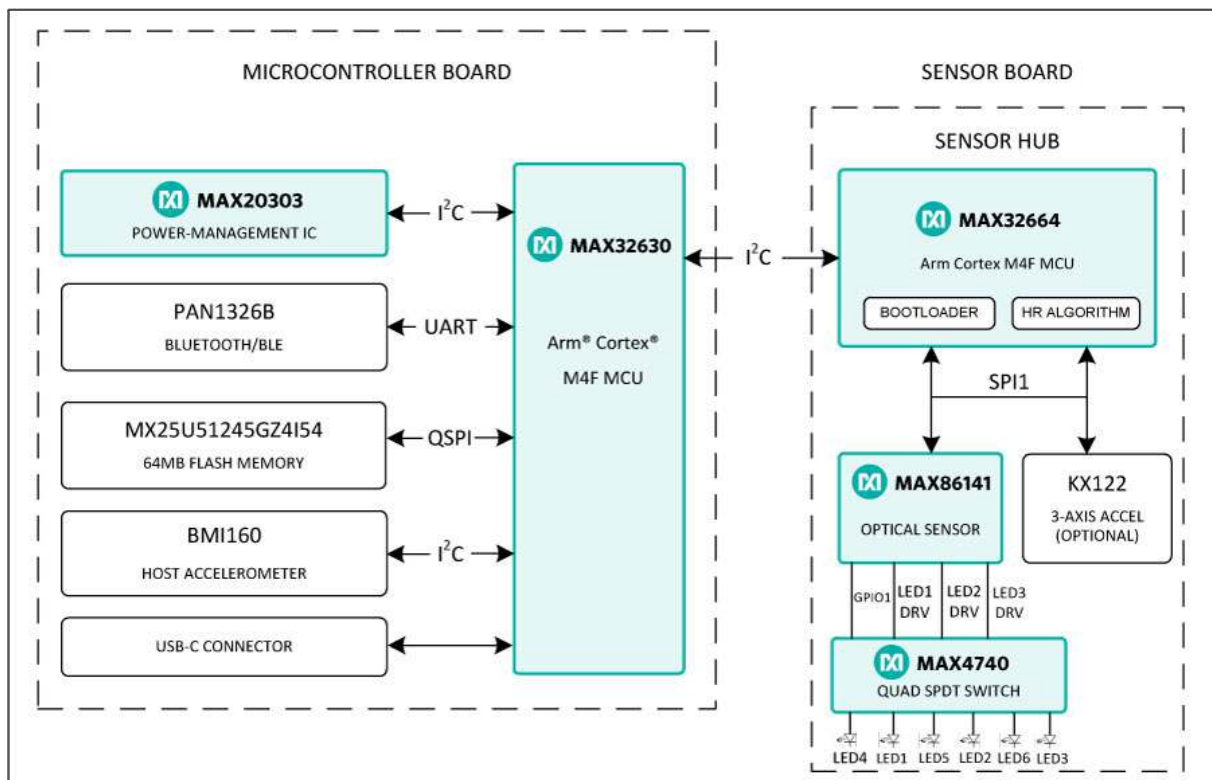 MICROCONTROLLER BOARD
MAX20303
POWER-MANAGEMENT IC
I²C
PAN1326B
BLUETOOTH/BLE
UART
MX25U51245GZ4I54
64MB FLASH MEMORY
QSPI
BMI160
HOST ACCELEROMETER
I²C
USB-C CONNECTOR
MAX32630
Arm® Cortex®
M4F MCU
I²C
SENSOR BOARD
SENSOR HUB
MAX32664
Arm Cortex M4F MCU
BOOTLOADER
HR ALGORITHM
SPI1
MAX86141
OPTICAL SENSOR
KX122
3-AXIS ACCEL
(OPTIONAL)
GPIO1
LED1
DRV
LED2
DRV
LED3
DRV
MAX4740
QUAD SPDT SWITCH
LED4 LED1 LED5 LED2 LED6 LED3